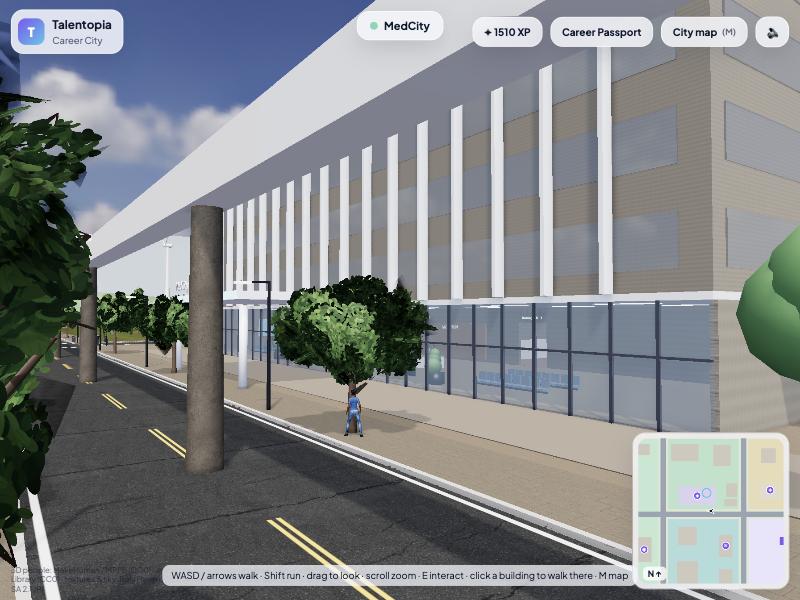 T
Talentopia
Career City
MedCity
✦ 1510 XP
Career Passport
City map (M)
WASD / arrows walk · Shift run · drag to look · scroll zoom · E interact · click a building to walk there · M map
N ↑